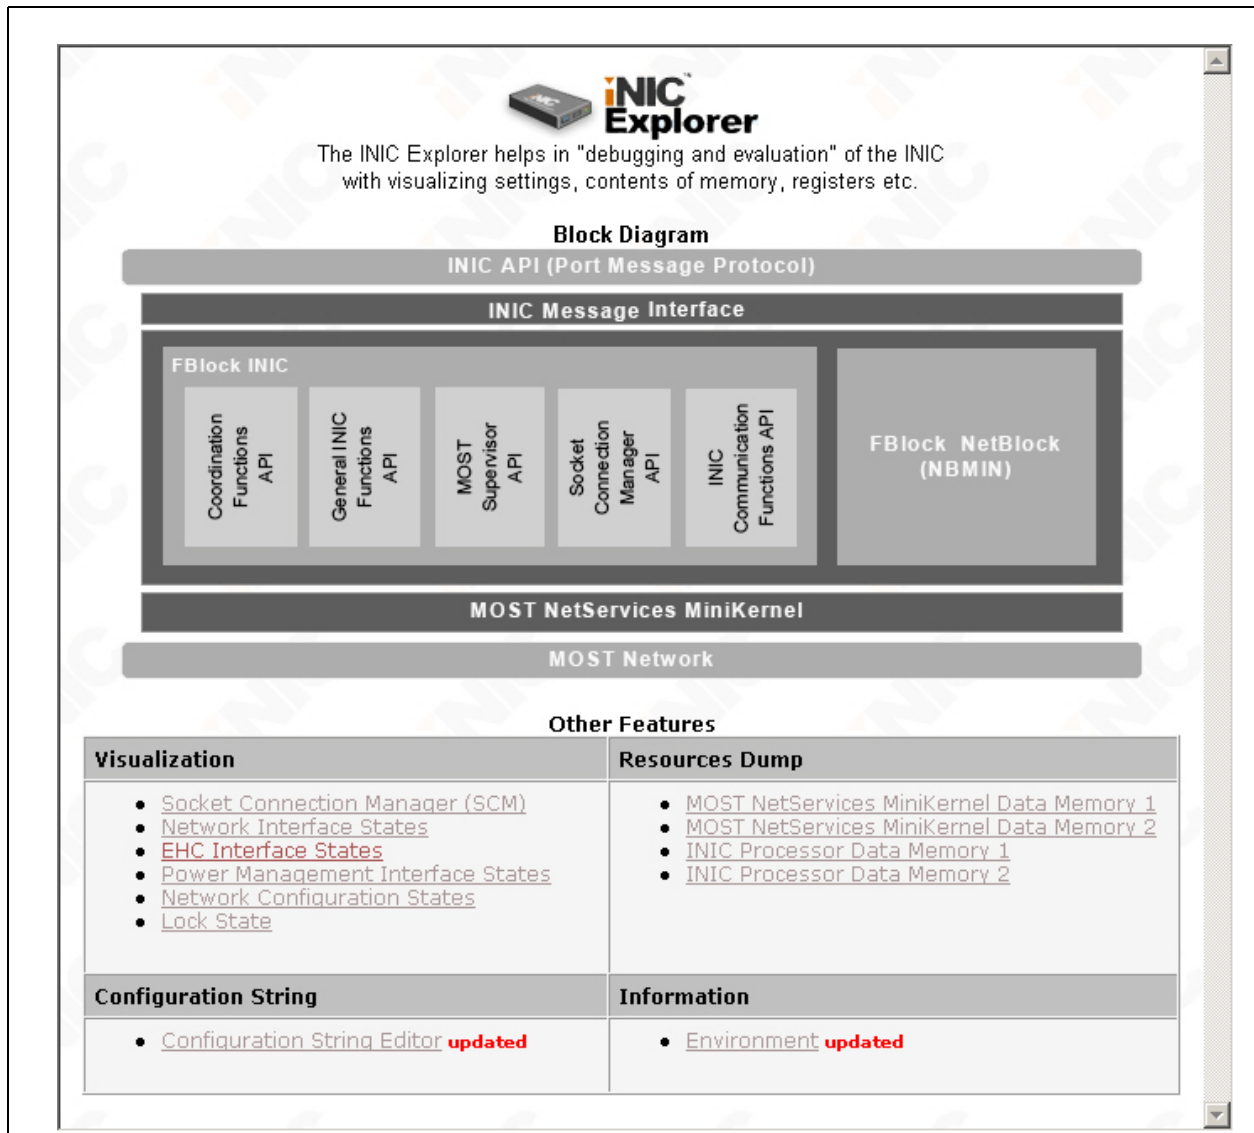 iNIC™
Explorer
The INIC Explorer helps in "debugging and evaluation" of the INIC
with visualizing settings, contents of memory, registers etc.
Block Diagram
INIC API (Port Message Protocol)
INIC Message Interface
FBlock INIC
Coordination
Functions
API
General INIC
Functions
API
MOST
Supervisor
API
Socket
Connection
Manager
API
INIC
Communication
Functions API
FBlock NetBlock
(NBMIN)
MOST NetServices MiniKernel
MOST Network
Other Features
Visualization
Socket Connection Manager (SCM)
Network Interface States
EHC Interface States
Power Management Interface States
Network Configuration States
Lock State
Resources Dump
MOST NetServices MiniKernel Data Memory 1
MOST NetServices MiniKernel Data Memory 2
INIC Processor Data Memory 1
INIC Processor Data Memory 2
Configuration String
Configuration String Editor updated
Information
Environment updated